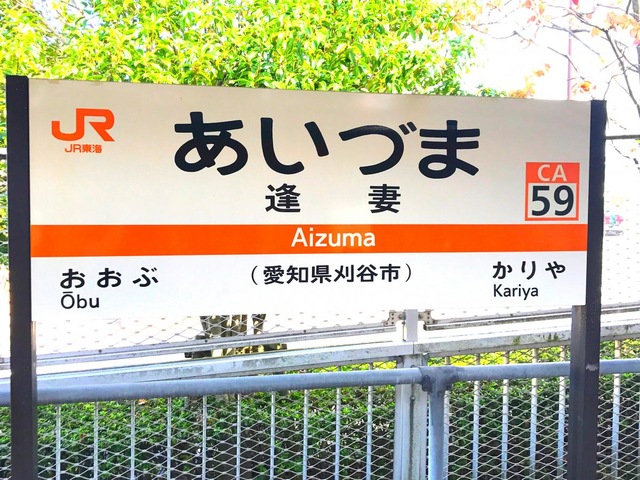 JR
JR東海
あいづま
逢妻
CA
59
Aizuma
おおぶ
Ōbu
(愛知県刈谷市)
かりや
Kariya